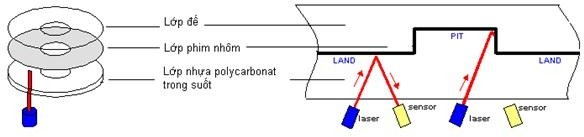 Lớp đế
Lớp phim nhôm
Lớp nhựa polycarbonat
trong suốt
PIT
LAND
LAND
laser
sensor
laser
sensor